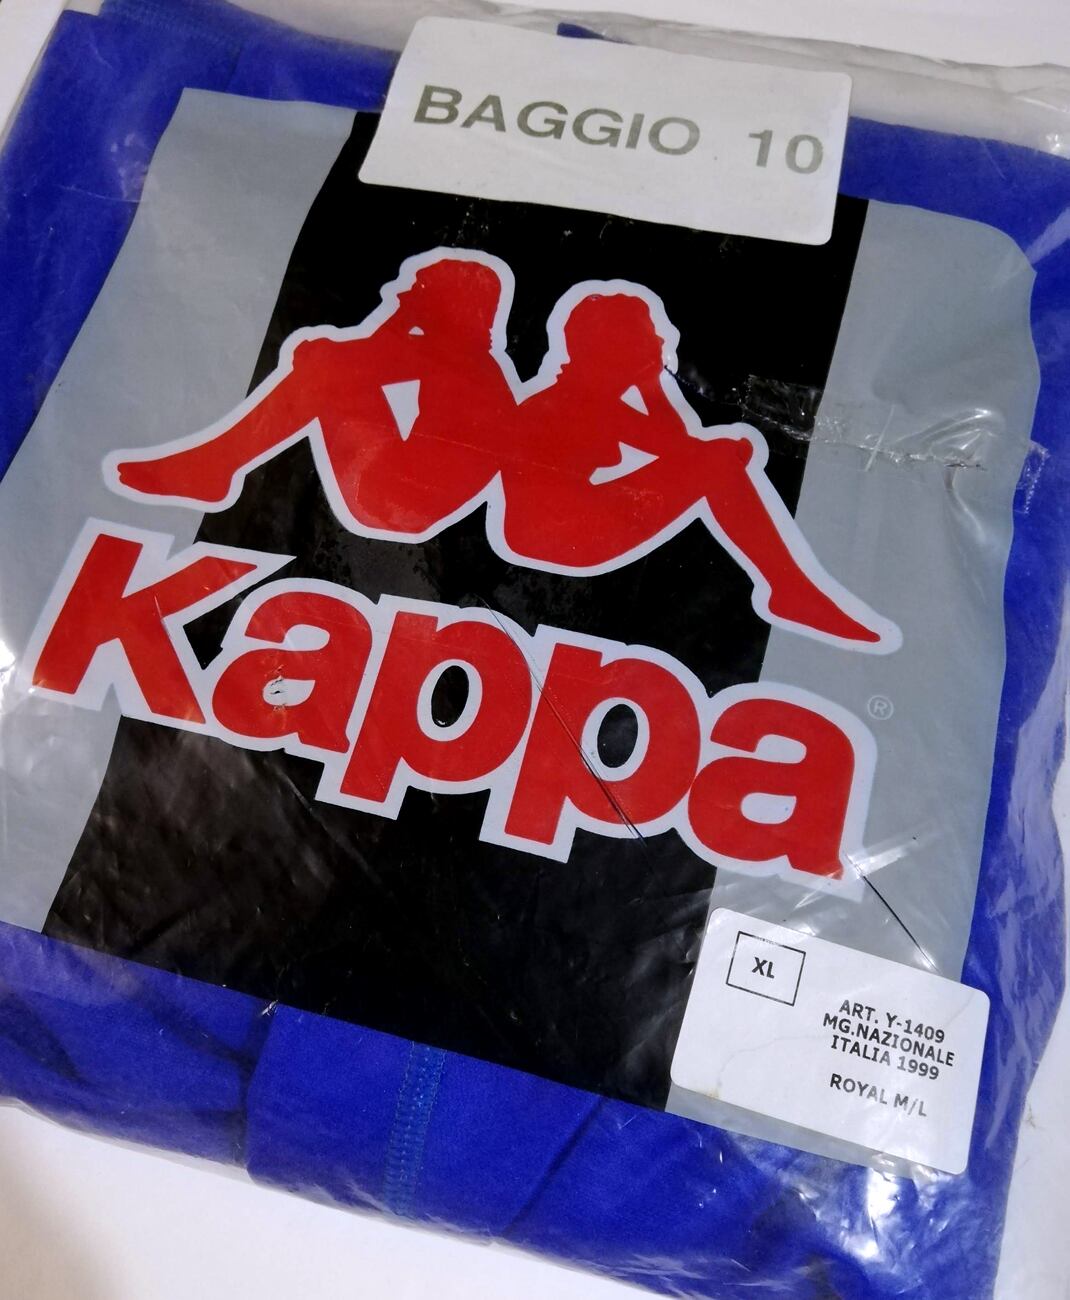 BAGGIO 10
Kappa
®
XL
ART. Y-1409
MG.NAZIONALE
ITALIA 1999
ROYAL M/L